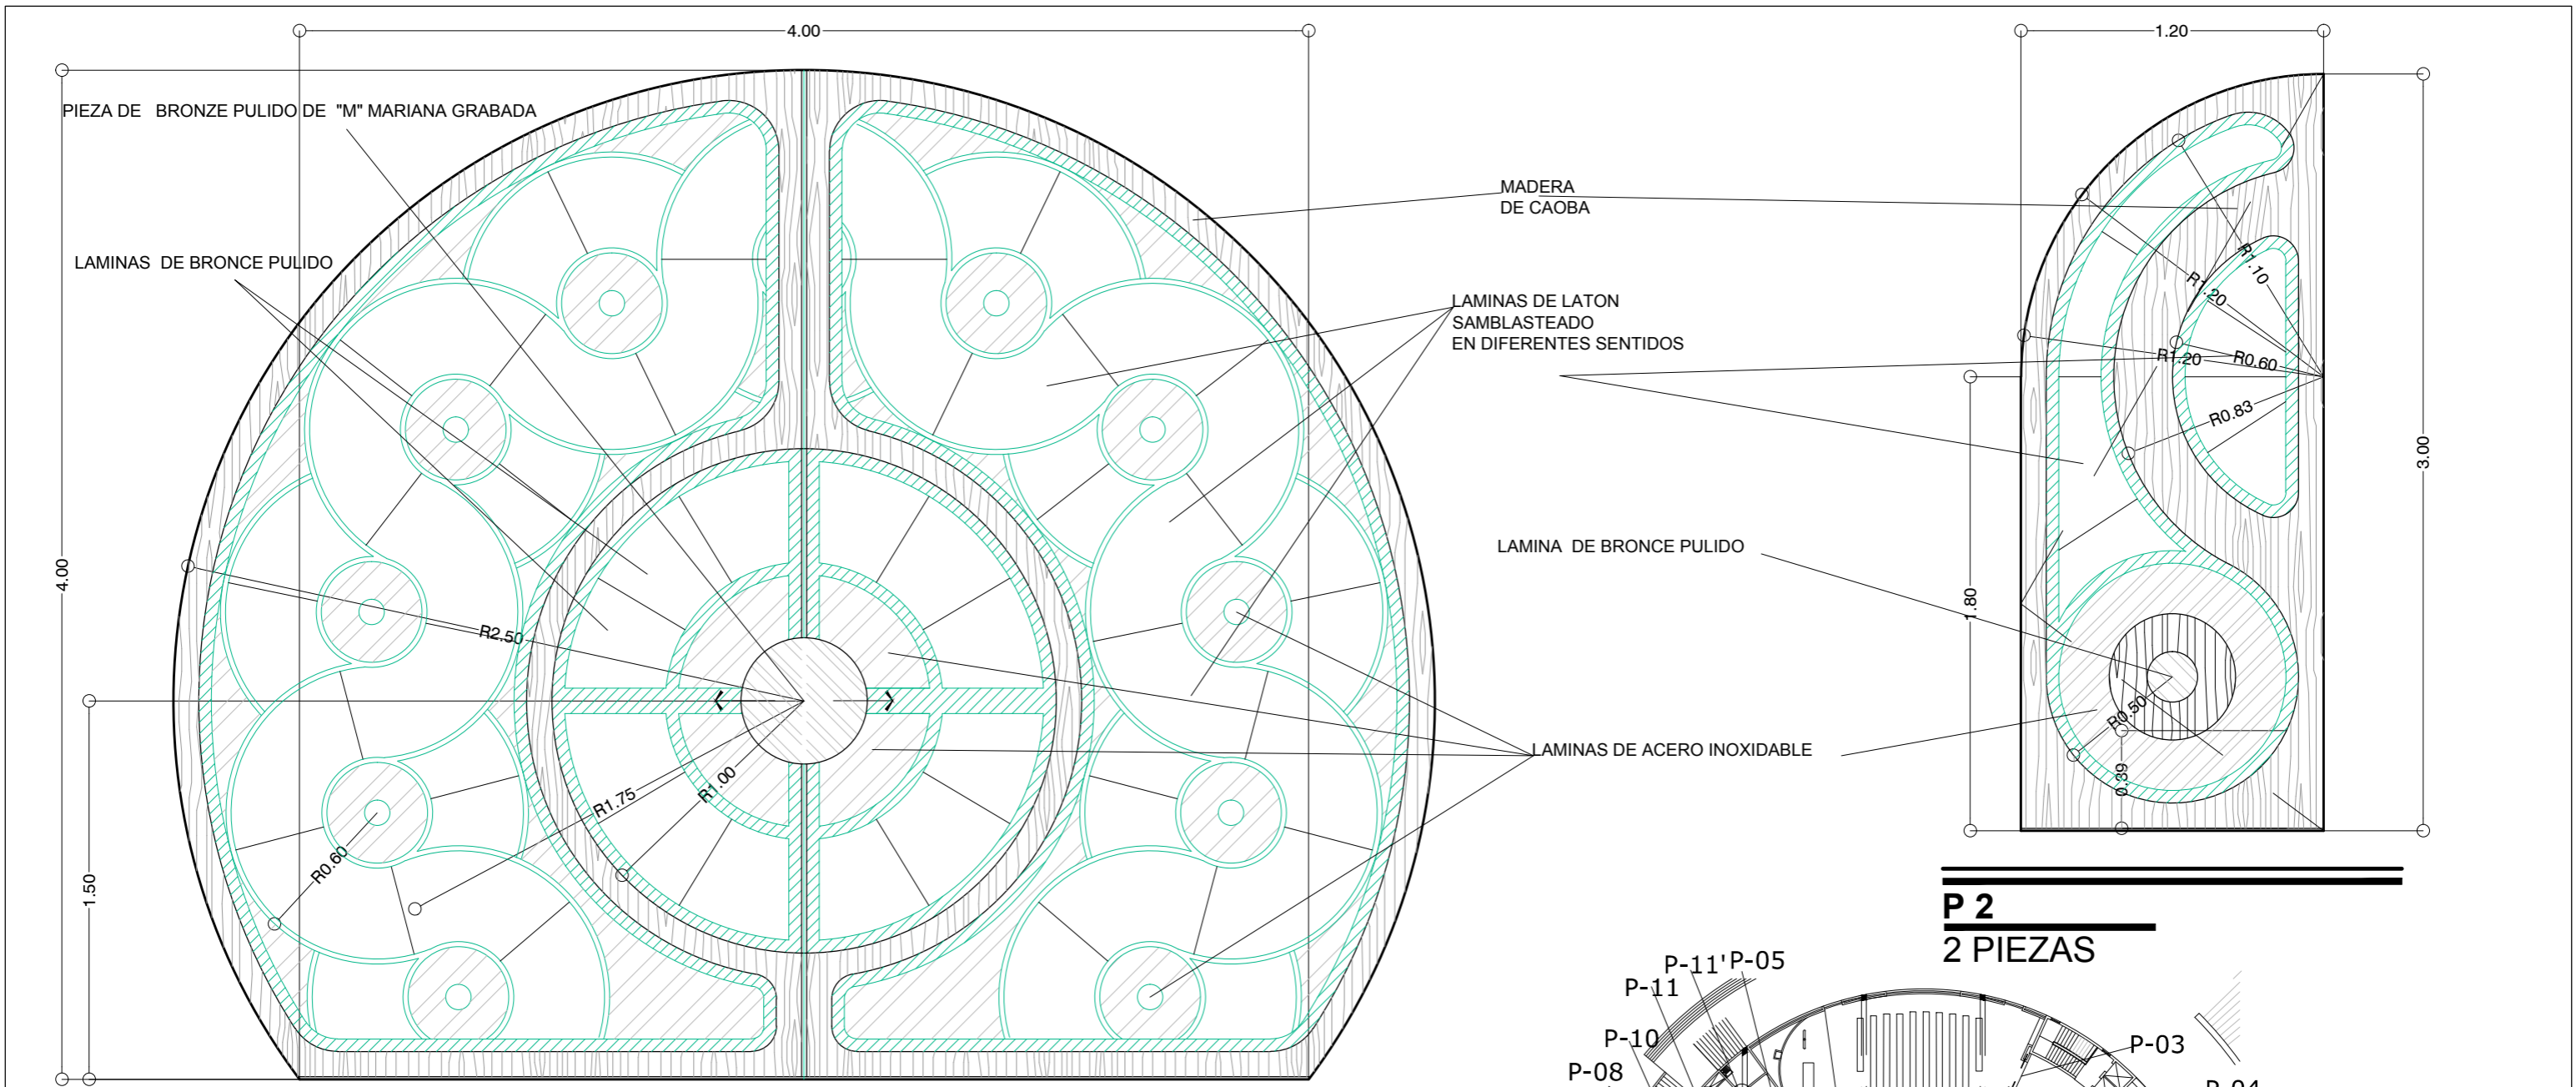 4.00
1.20
PIEZA DE BRONZE PULIDO DE "M" MARIANA GRABADA
MADERA
DE CAOBA
LAMINAS DE BRONCE PULIDO
R1.10
R1.20
LAMINAS DE LATON
SAMBLASTEADO
EN DIFERENTES SENTIDOS
R1.20
R0.60
R0.83
3.00
4.00
LAMINA DE BRONCE PULIDO
1.80
R2.50
R0.50
LAMINAS DE ACERO INOXIDABLE
0.39
R1.75
R1.00
R0.60
1.50
P 2
2 PIEZAS
P-11'
P-05
P-11
P-10
P-03
P-08
P-04